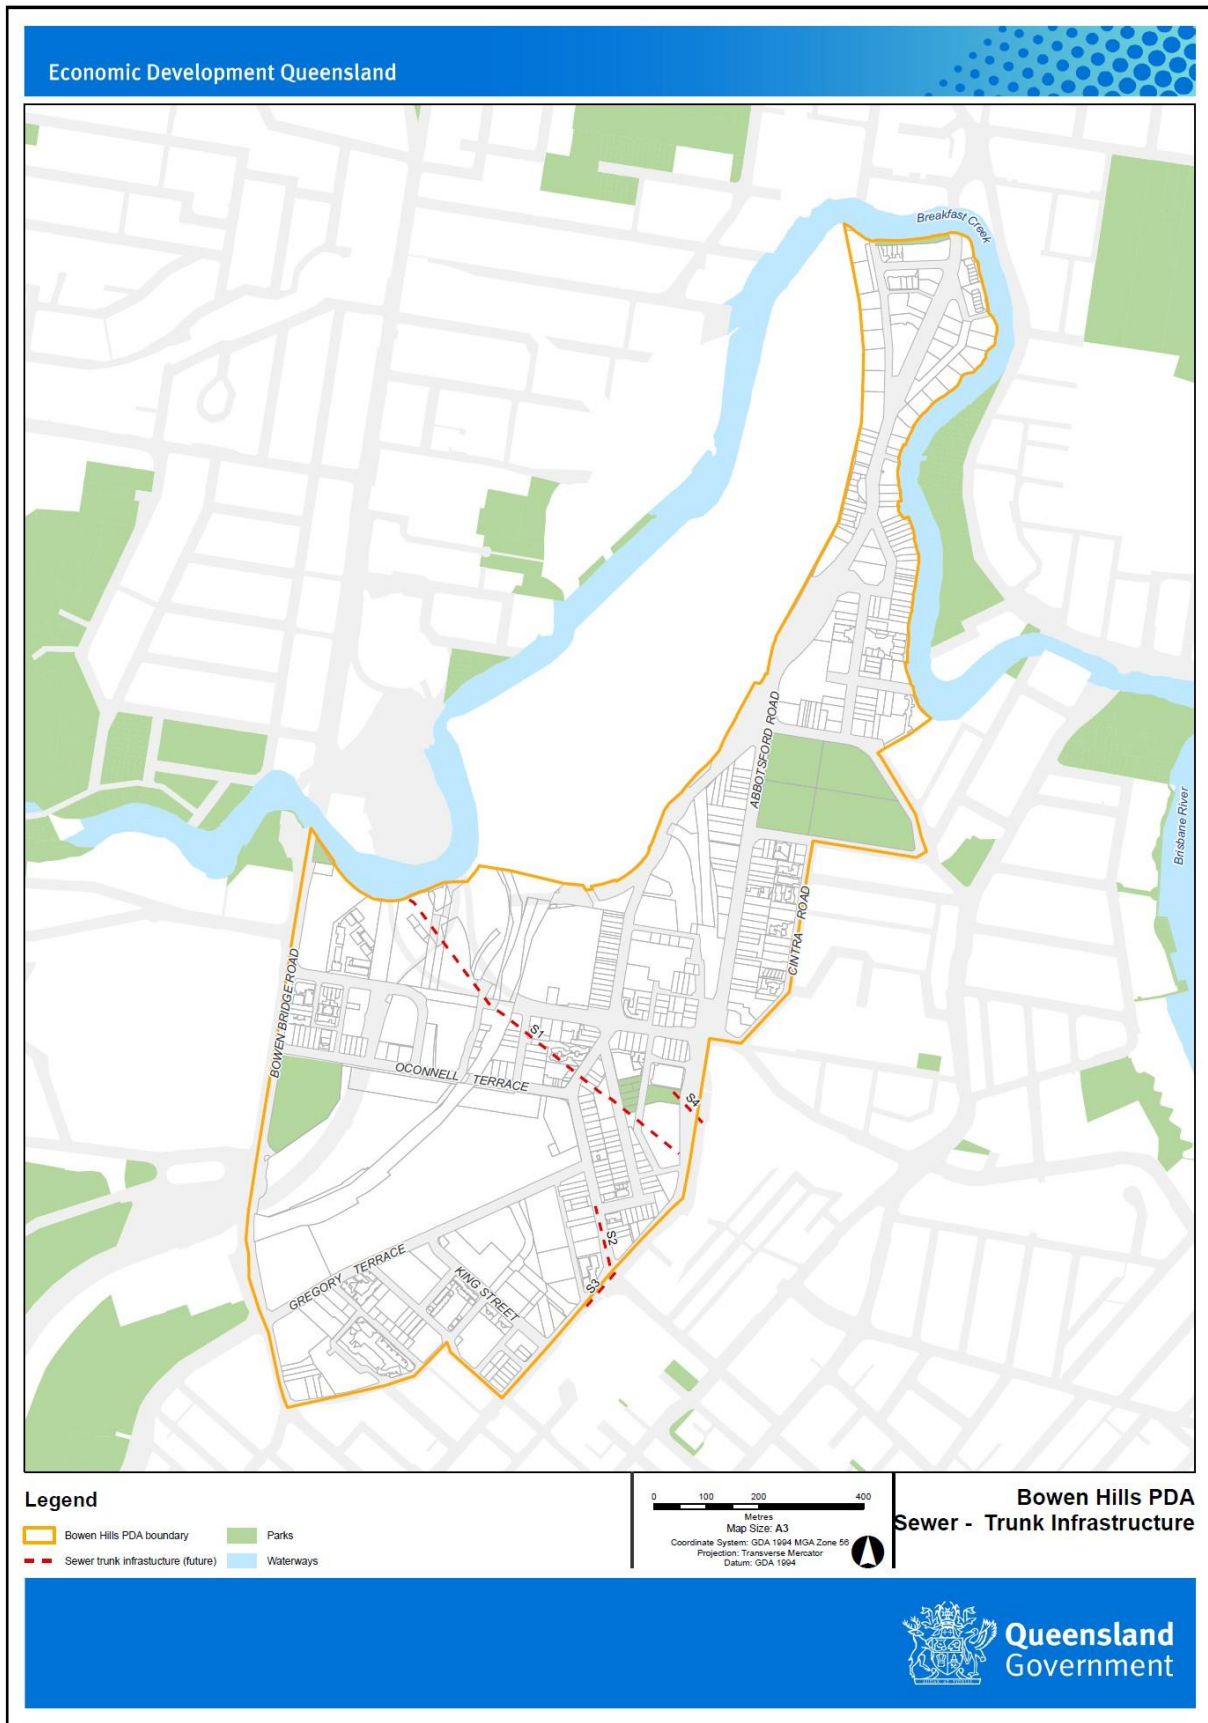 Economic Development Queensland
Breakfast Creek
ABBOTSFORD ROAD
Brisbane River
CINTRA ROAD
BOWEN BRIDGE ROAD
S1
OCONNELL TERRACE
S4
S2
GREGORY TERRACE
KING STREET
S3
Legend
Bowen Hills PDA boundary
Parks
Sewer trunk infrastucture (future)
Waterways
0 100 200 400
Metres
Map Size: A3
Coordinate System: GDA 1994 MGA Zone 56
Projection: Transverse Mercator
Datum: GDA 1994
Bowen Hills PDA
Sewer - Trunk Infrastructure
Queensland
Government